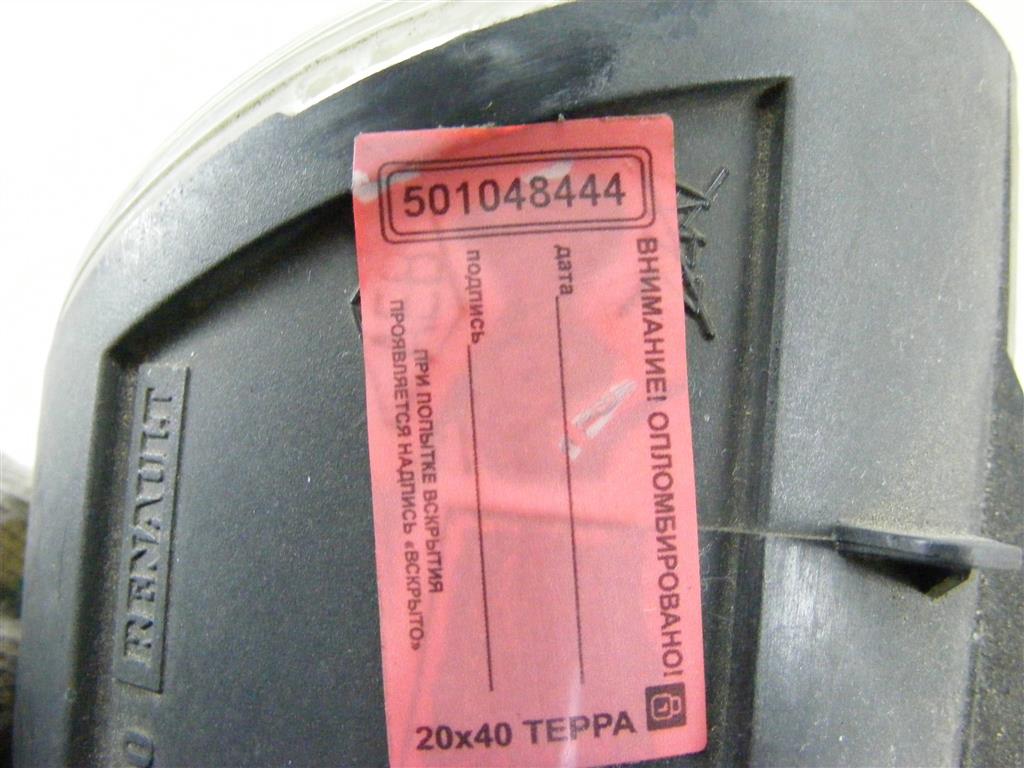 501048444
ВНИМАНИЕ! ОПЛОМБИРОВАНО!
дата
подпись
ПРИ ПОПЫТКЕ ВСКРЫТИЯ
ПРОЯВЛЯЕТСЯ НАДПИСЬ «ВСКРЫТО»
20x40 ТЕРРА
RENAULT